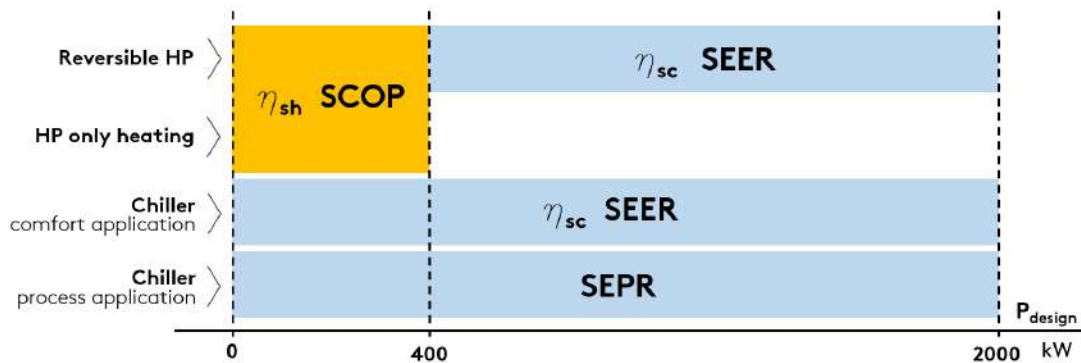 Reversible HP
ηsc SEER
ηsh SCOP
HP only heating
Chiller
comfort application
ηsc SEER
Chiller
process application
SEPR
Pdesign
0
400
2000
kW